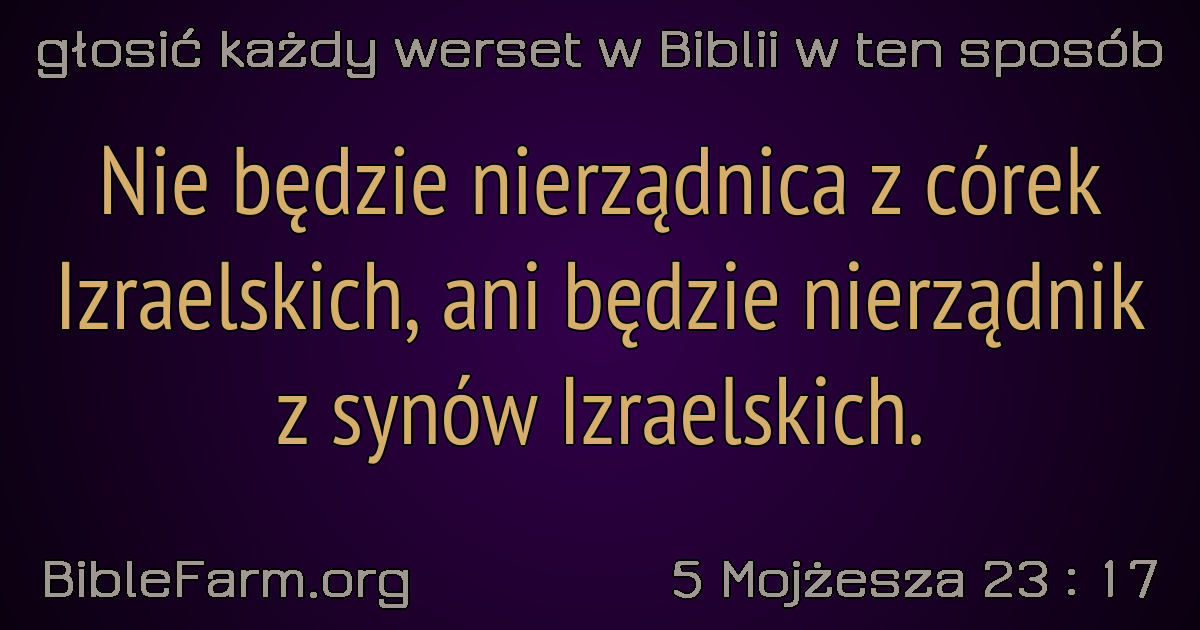 głosić każdy werset w Biblii w ten sposób
Nie będzie nierządnica z córek
Izraelskich, ani będzie nierządnik
z synów Izraelskich.
BibleFarm.org
5 Mojżesza 23 : 17